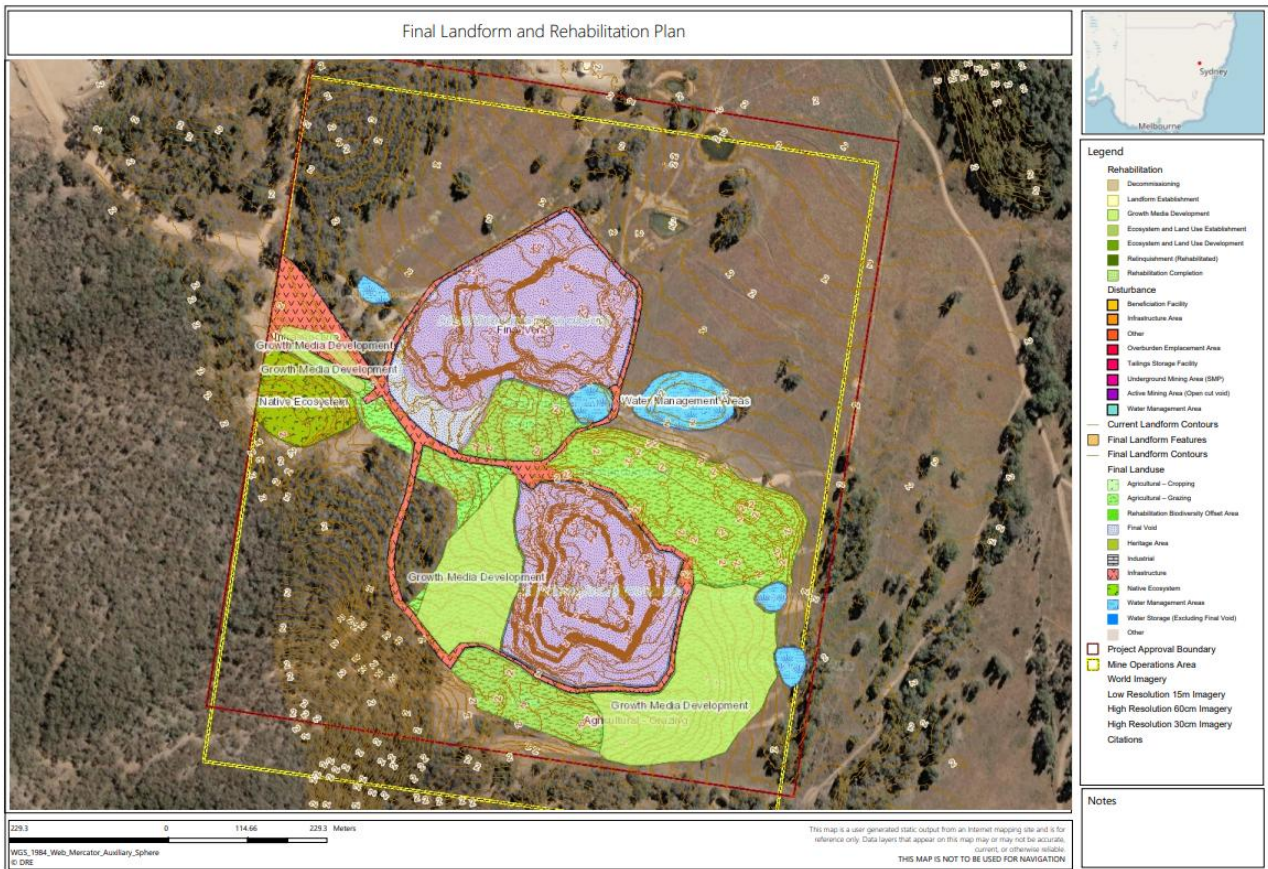 Final Landform and Rehabilitation Plan
Sydney
Melbourne
Legend
Rehabilitation
Decommissioning
Landform Establishment
Growth Media Development
Ecosystem and Land Use Establishment
Ecosystem and Land Use Development
Relinquishment (Rehabilitated)
Rehabilitation Completion
Disturbance
Beneficiation Facility
Infrastructure Area
Other
Overburden Emplacement Area
Tailings Storage Facility
Underground Mining Area (SMP)
Active Mining Area (Open cut void)
Water Management Area
Current Landform Contours
Final Landform Features
Final Landform Contours
Final Landuse
Agricultural – Cropping
Agricultural – Grazing
Rehabilitation Biodiversity Offset Area
Final Void
Heritage Area
Industrial
Infrastructure
Native Ecosystem
Water Management Areas
Water Storage (Excluding Final Void)
Other
Project Approval Boundary
Mine Operations Area
World Imagery
Low Resolution 15m Imagery
High Resolution 60cm Imagery
High Resolution 30cm Imagery
Citations
Notes
Growth Media Development
Growth Media Development
Native Ecosystem
Water Management Areas
Growth Media Development
Growth Media Development
Agricultural - Grazing
229.3 0 114.66 229.3 Meters
WGS_1984_Web_Mercator_Auxiliary_Sphere
© DRE
This map is a user generated static output from an Internet mapping site and is for
reference only. Data layers that appear on this map may or may not be accurate,
current, or otherwise reliable.
THIS MAP IS NOT TO BE USED FOR NAVIGATION